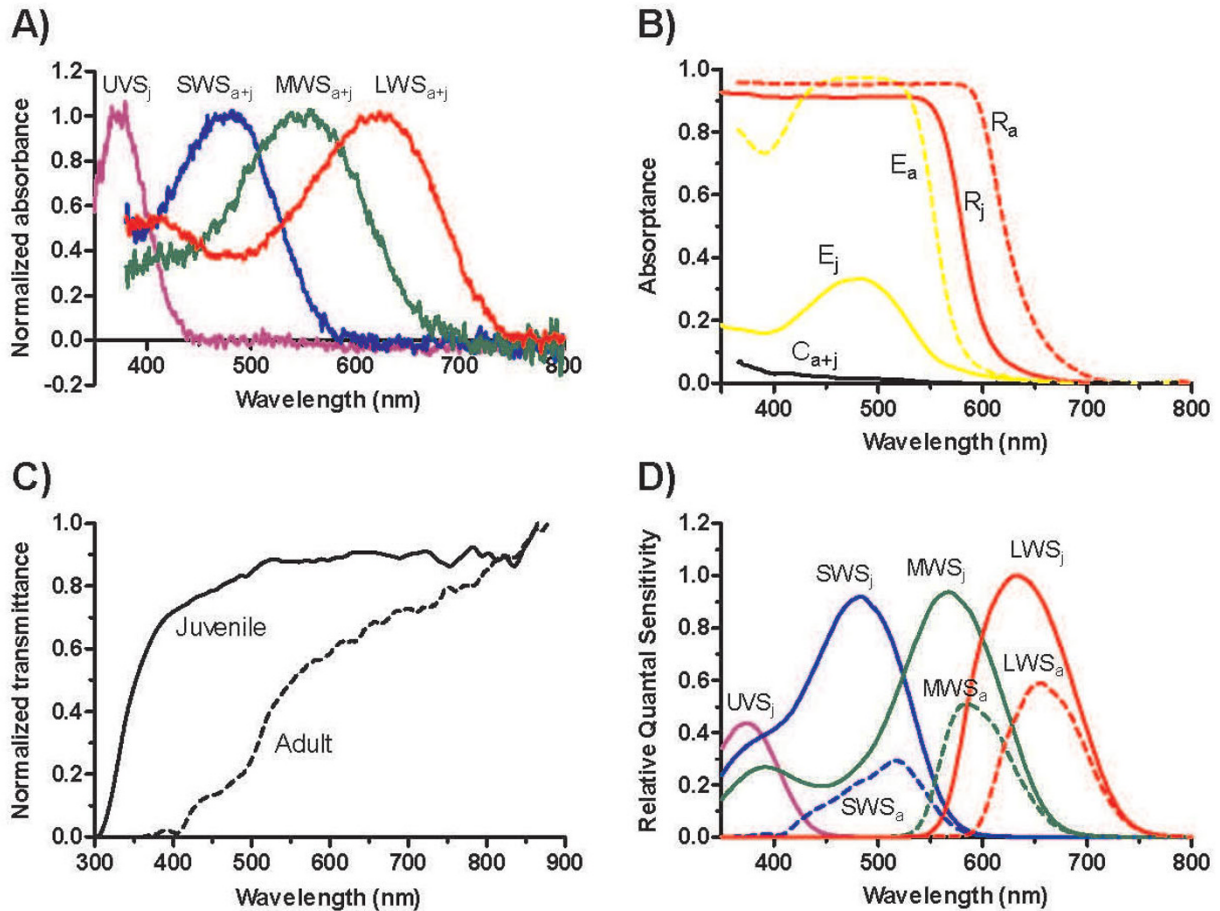 A)
1.2
1.0
0.8
0.6
0.4
0.2
0.0
-0.2
UVSj
SWSa+j
MWSa+j
LWSa+j
400
500
600
700
800
Normalized absorbance
Wavelength (nm)
B)
1.0
0.8
0.6
0.4
0.2
0.0
Ra
Ea
Rj
Ej
Ca+j
400
500
600
700
800
Absorptance
Wavelength (nm)
C)
1.0
0.8
0.6
0.4
0.2
0.0
Juvenile
Adult
300
400
500
600
700
800
900
Normalized transmittance
Wavelength (nm)
D)
1.2
1.0
0.8
0.6
0.4
0.2
0.0
LWSj
MWSj
SWSj
LWSa
MWSa
UVSj
SWSa
400
500
600
700
800
Relative Quantal Sensitivity
Wavelength (nm)